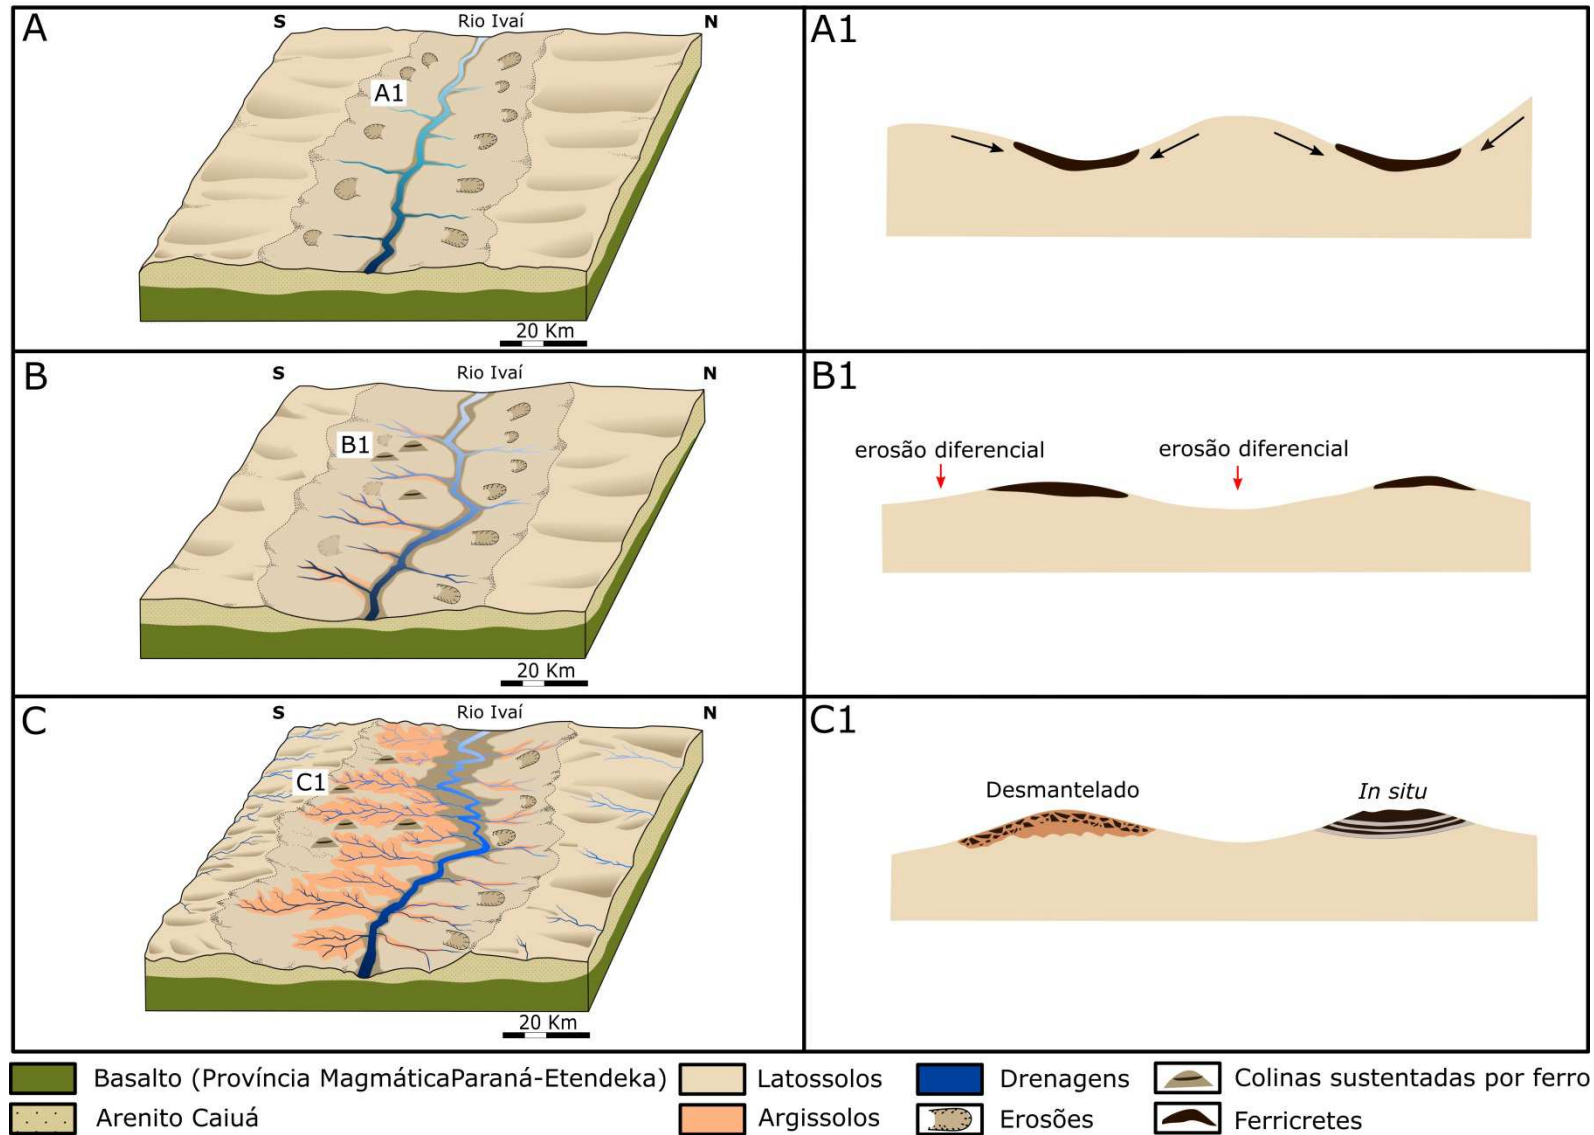 A
S
Rio Ivaí
N
A1
20 Km
A1
B
S
Rio Ivaí
N
B1
20 Km
B1
erosão diferencial
erosão diferencial
C
S
Rio Ivaí
N
C1
20 Km
C1
Desmantelado
In situ
Basalto (Província MagmáticaParaná-Etendeka)
Latossolos
Drenagens
Colinas sustentadas por ferro
Arenito Caiuá
Argissolos
Erosões
Ferricretes